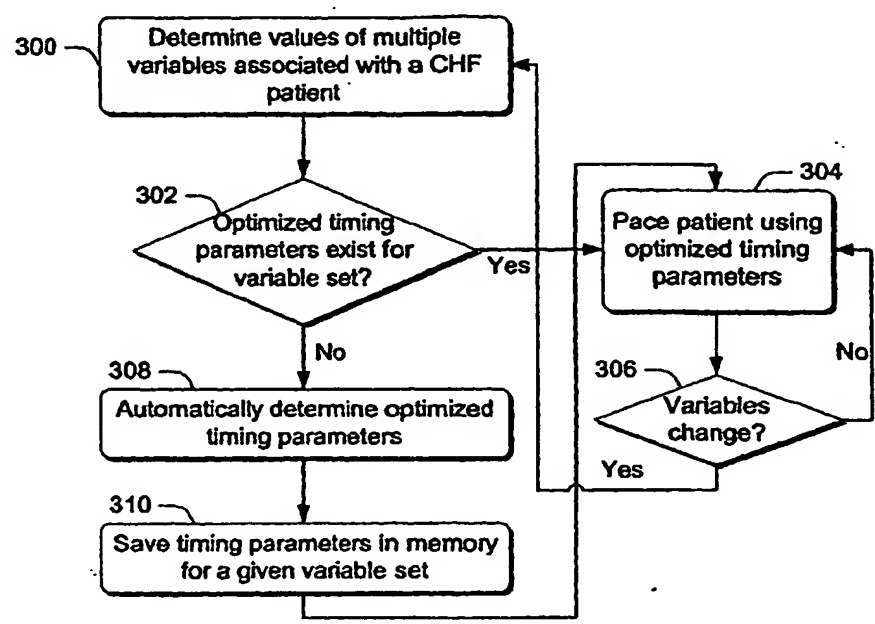 300
Determine values of multiple
variables associated with a CHF
patient
302
Optimized timing
parameters exist for
variable set?
Yes
No
304
Pace patient using
optimized timing
parameters
306
Variables
change?
No
Yes
308
Automatically determine optimized
timing parameters
310
Save timing parameters in memory
for a given variable set